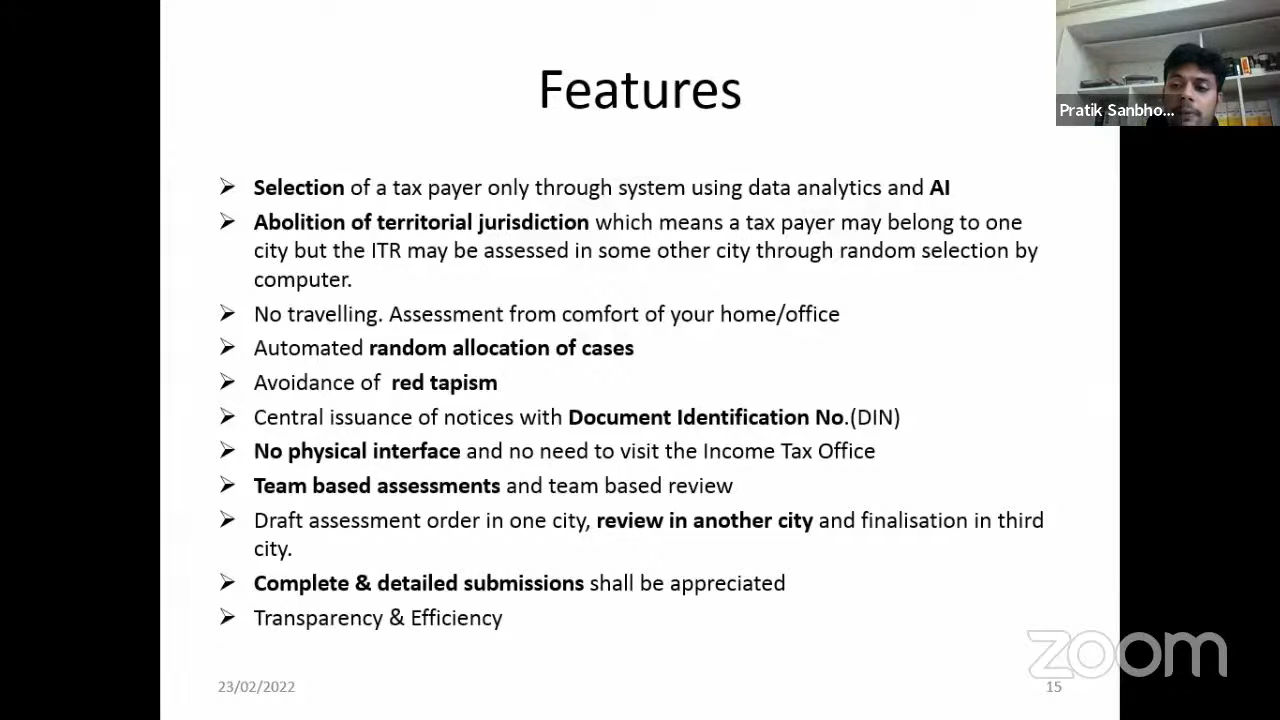 Features
Pratik Sanbho...
Selection of a tax payer only through system using data analytics and AI
Abolition of territorial jurisdiction which means a tax payer may belong to one
city but the ITR may be assessed in some other city through random selection by
computer.
No travelling. Assessment from comfort of your home/office
Automated random allocation of cases
Avoidance of red tapism
Central issuance of notices with Document Identification No.(DIN)
No physical interface and no need to visit the Income Tax Office
Team based assessments and team based review
Draft assessment order in one city, review in another city and finalisation in third
city.
Complete & detailed submissions shall be appreciated
Transparency & Efficiency
zoom
23/02/2022
15